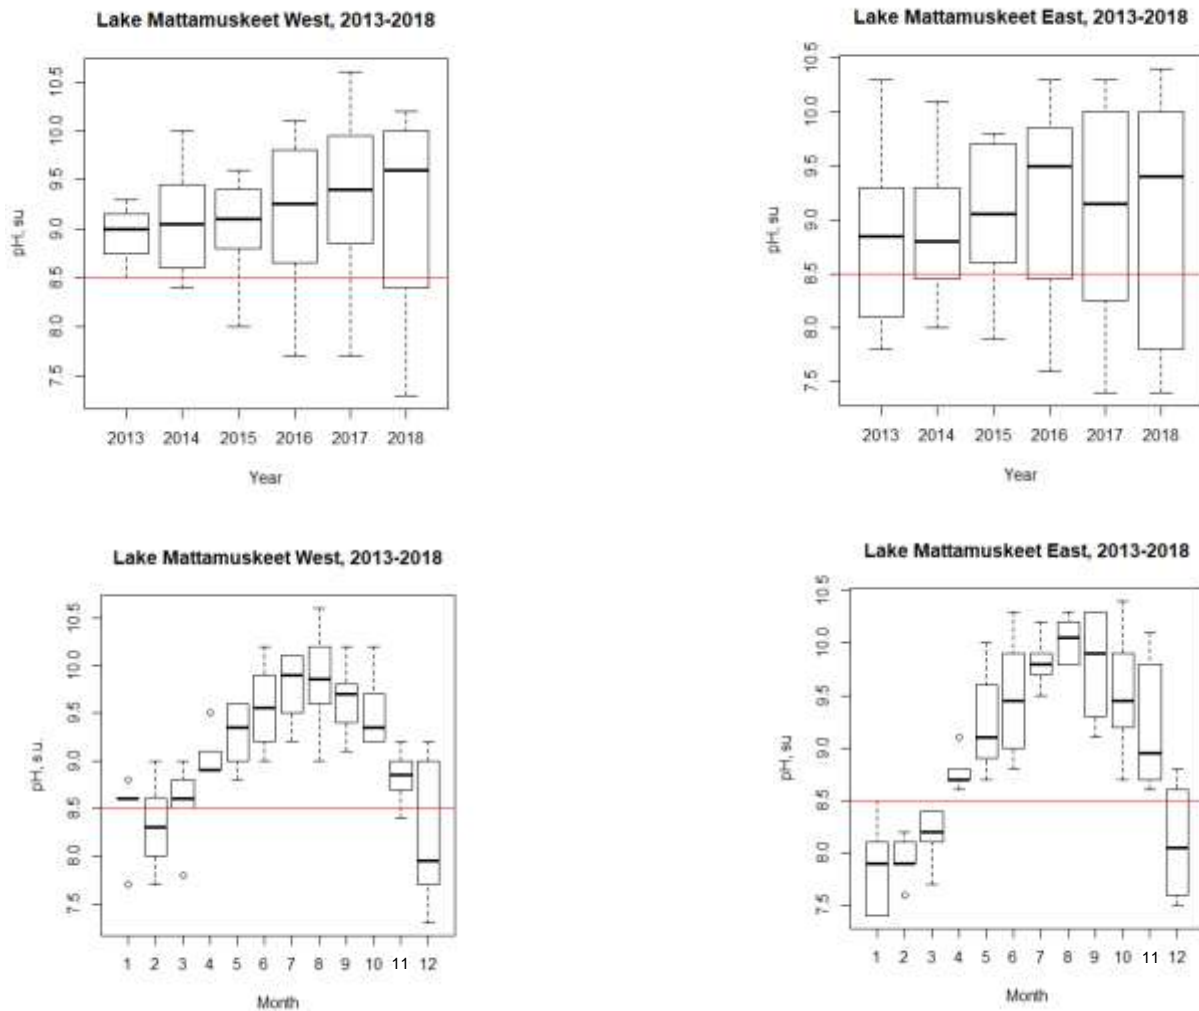 Lake Mattamuskeet West, 2013-2018
pH, su
10.5
10.0
9.5
9.0
8.5
8.0
7.5
2013 2014 2015 2016 2017 2018
Year
Lake Mattamuskeet East, 2013-2018
pH, su
10.5
10.0
9.5
9.0
8.5
8.0
7.5
2013 2014 2015 2016 2017 2018
Year
Lake Mattamuskeet West, 2013-2018
pH, s.u.
10.5
10.0
9.5
9.0
8.5
8.0
7.5
1 2 3 4 5 6 7 8 9 10 11 12
Month
Lake Mattamuskeet East, 2013-2018
pH, su
10.5
10.0
9.5
9.0
8.5
8.0
7.5
1 2 3 4 5 6 7 8 9 10 11 12
Month